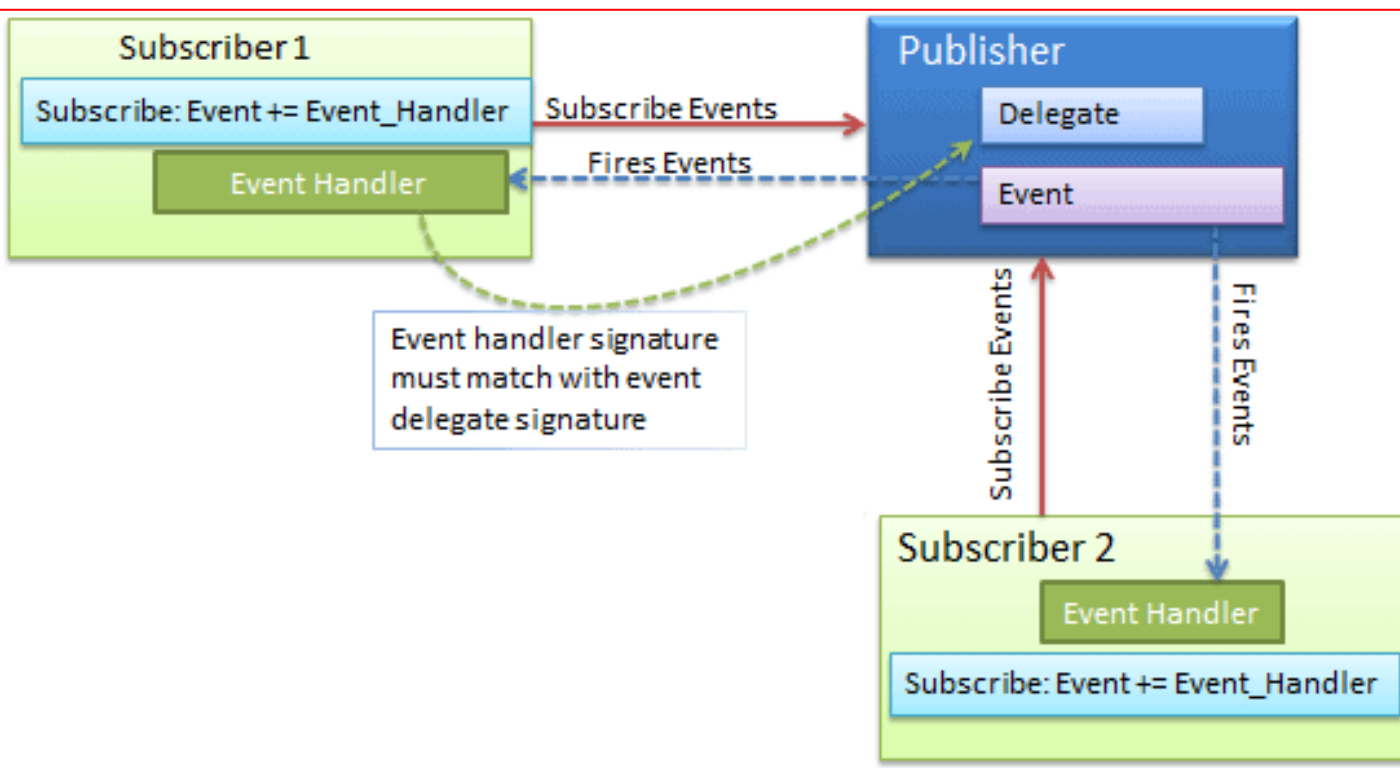 Subscriber 1
Subscribe: Event += Event_Handler
Event Handler
Subscribe Events
Fires Events
Publisher
Delegate
Event
Event handler signature
must match with event
delegate signature
Subscribe Events
Fires Events
Subscriber 2
Event Handler
Subscribe: Event += Event_Handler